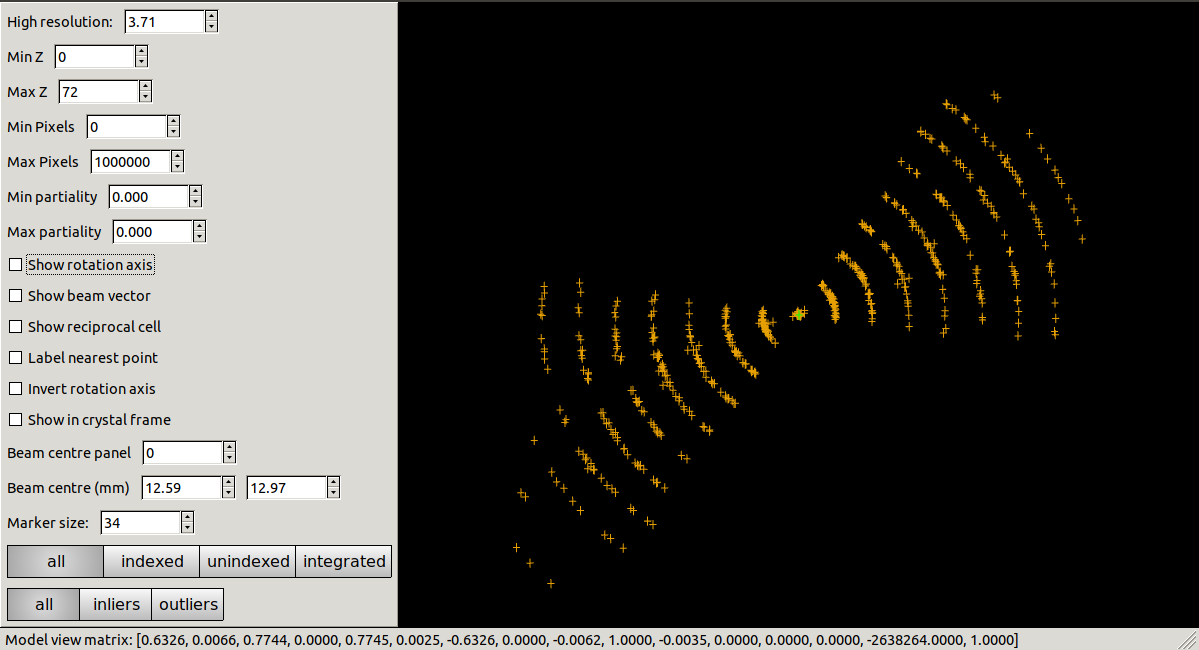 High resolution: 3.71
Min Z 0
Max Z 72
Min Pixels 0
Max Pixels 1000000
Min partiality 0.000
Max partiality 0.000
Show rotation axis
Show beam vector
Show reciprocal cell
Label nearest point
Invert rotation axis
Show in crystal frame
Beam centre panel 0
Beam centre (mm) 12.59 12.97
Marker size: 34
all indexed unindexed integrated
all inliers outliers
Model view matrix: [0.6326, 0.0066, 0.7744, 0.0000, 0.7745, 0.0025, -0.6326, 0.0000, -0.0062, 1.0000, -0.0035, 0.0000, 0.0000, 0.0000, -2638264.0000, 1.0000]